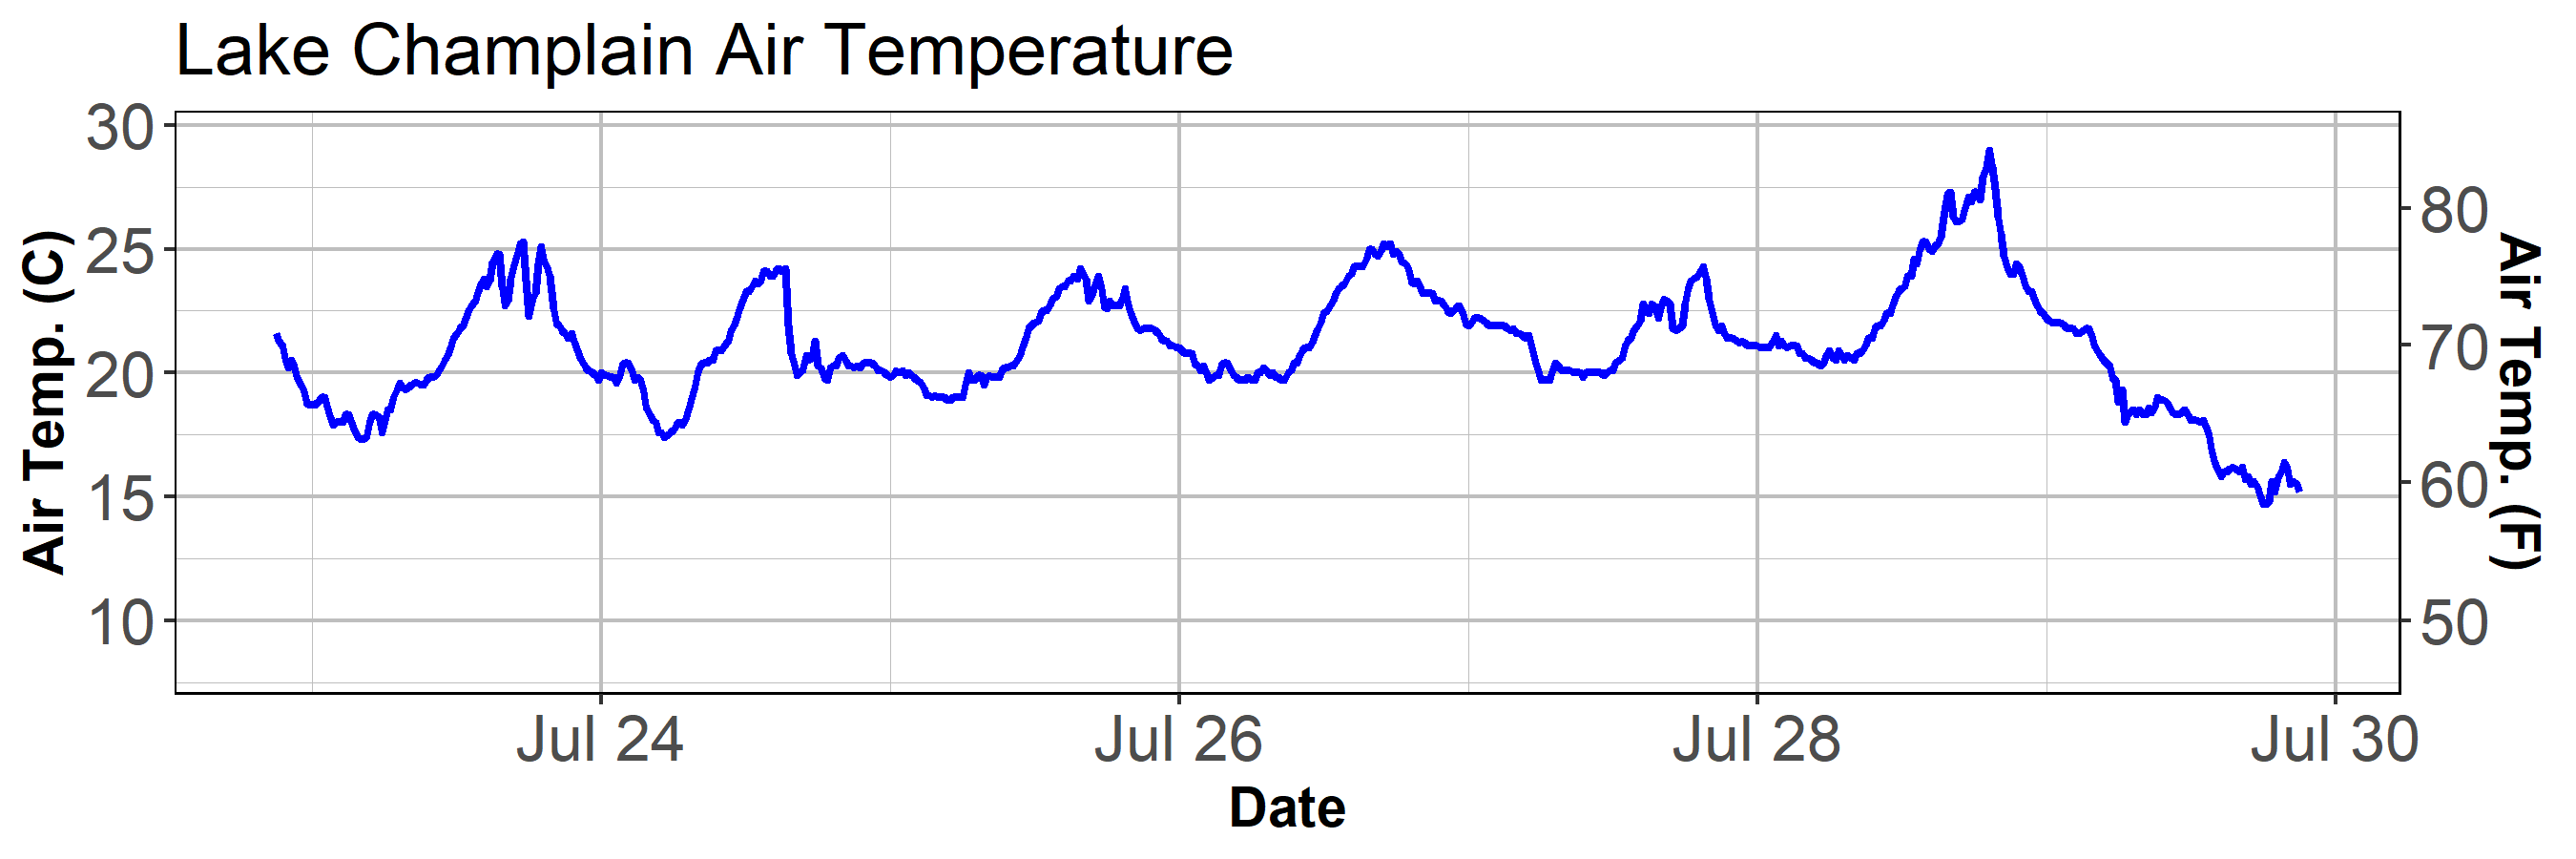 Lake Champlain Air Temperature
Air Temp. (C)
30
25
20
15
10
80
70
60
50
Air Temp. (F)
Jul 24
Jul 26
Jul 28
Jul 30
Date